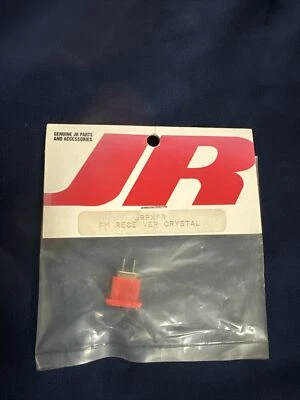 GENUINE JR PARTS
AND ACCESSORIES
JR
FM RECEIVER CRYSTAL